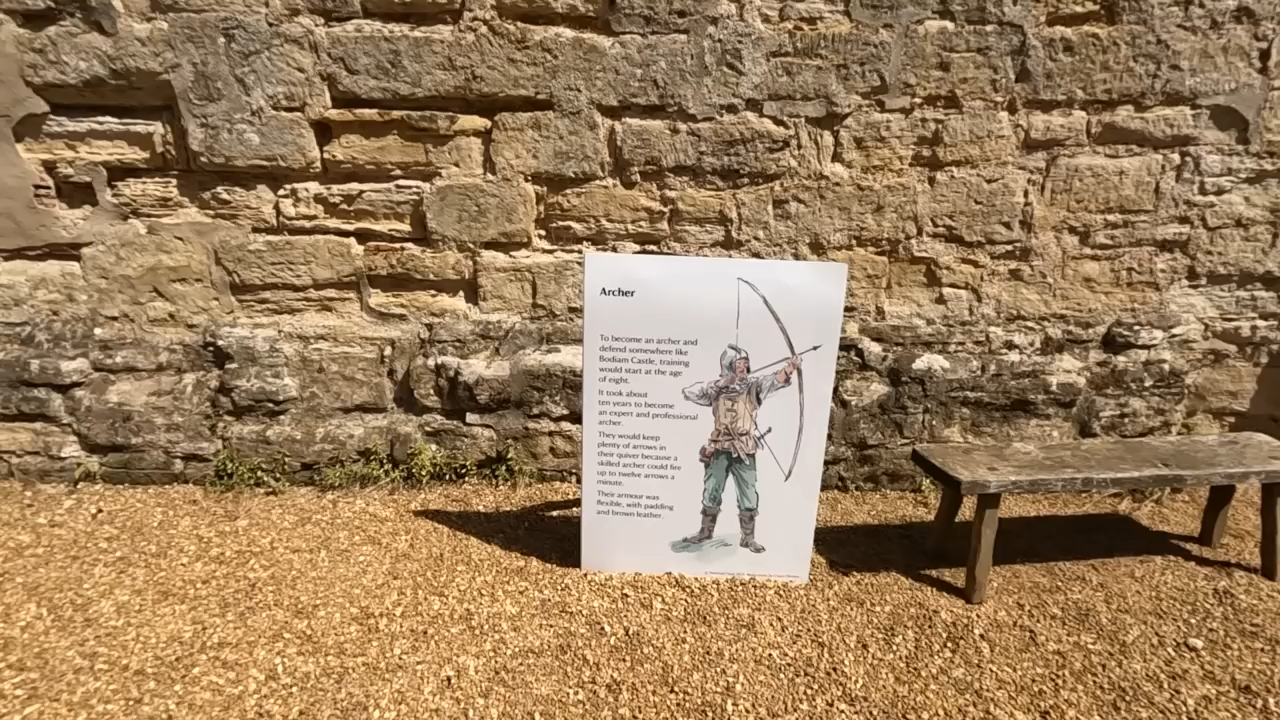 Archer
To become an archer and
defend somewhere like
Bodiam Castle, training
would start at the age
of eight.
It took about
ten years to become
an expert and professional
archer.
They would keep
plenty of arrows in
their quiver because a
skilled archer could fire
up to twelve arrows a
minute.
Their armour was
flexible, with padding
and brown leather.